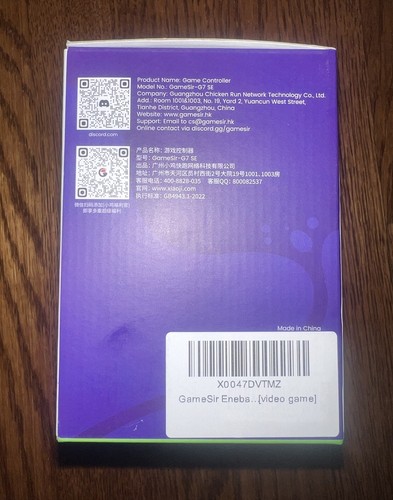 Product Name: Game Controller
Model No.: GameSir-G7 SE
Company: Guangzhou Chicken Run Network Technology Co., Ltd.
Add.: Room 1001&1003, No. 19, Yard 2, Yuancun West Street,
Tianhe District, Guangzhou, China
Website: www.gamesir.hk
Support: Email to cs@gamesir.hk
Online contact via discord.gg/gamesir
discord.com
产品名称: 游戏控制器
型号: GameSir-G7 SE
出品: 广州小鸡快跑网络科技有限公司
地址: 广州市天河区员村西街2号大院19号1001、1003房
客服电话: 400-8828-035 客服QQ: 800082537
官网: www.xiaoji.com
执行标准: GB4943.1-2022
Made in China
X0047DVTMZ
GameSir Eneba...[video game]